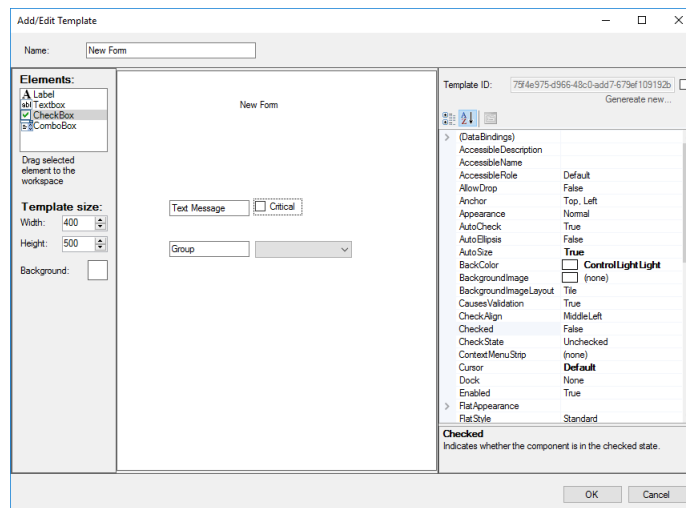 Add/Edit Template
Name: New Form
Elements:
A Label
abl Textbox
CheckBox
ComboBox
Drag selected
element to the
workspace
Template size:
Width: 400
Height: 500
Background:
New Form
Text Message Critical
Group
Template ID: 75f4e975-d966-48c0-add7-679ef109192b
Genereate new...
(DataBindings)
AccessibleDescription
AccessibleName
AccessibleRole Default
AllowDrop False
Anchor Top, Left
Appearance Normal
AutoCheck True
AutoEllipsis False
AutoSize True
BackColor ControlLightLight
BackgroundImage (none)
BackgroundImageLayout Tile
CausesValidation True
CheckAlign MiddleLeft
Checked False
CheckState Unchecked
ContextMenuStrip (none)
Cursor Default
Dock None
Enabled True
FlatAppearance
FlatStyle Standard
Checked
Indicates whether the component is in the checked state.
OK Cancel